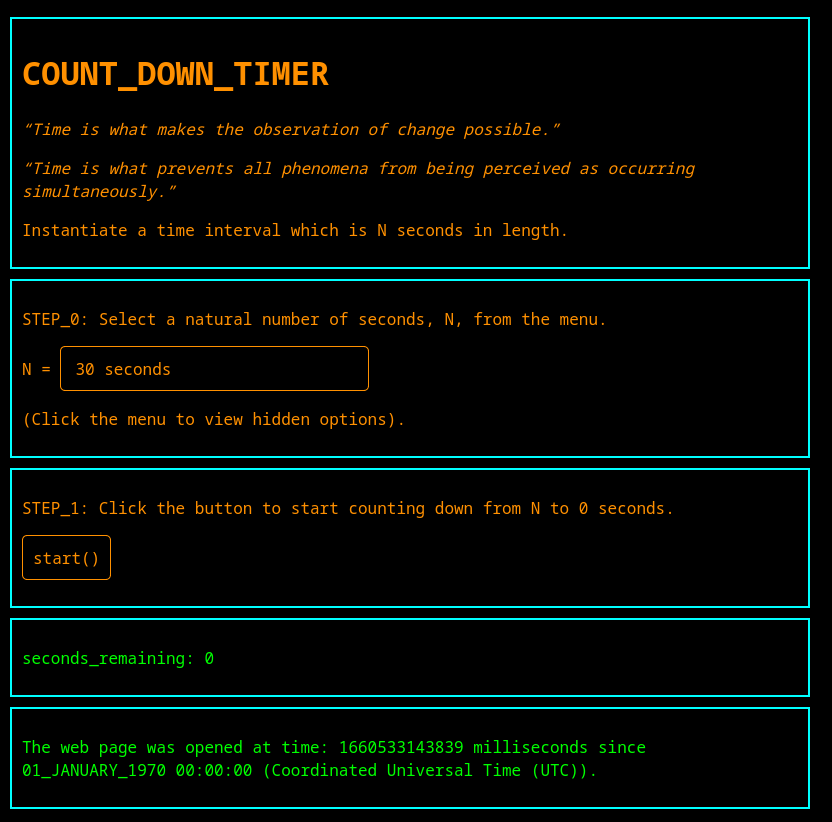 COUNT_DOWN_TIMER
“Time is what makes the observation of change possible.”
“Time is what prevents all phenomena from being perceived as occurring
simultaneously.”
Instantiate a time interval which is N seconds in length.
STEP_0: Select a natural number of seconds, N, from the menu.
N = 30 seconds
(Click the menu to view hidden options).
STEP_1: Click the button to start counting down from N to 0 seconds.
start()
seconds_remaining: 0
The web page was opened at time: 1660533143839 milliseconds since
01_JANUARY_1970 00:00:00 (Coordinated Universal Time (UTC)).